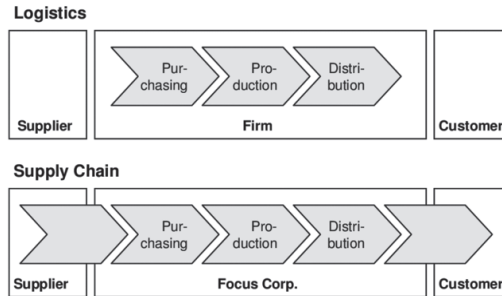 Logistics
Pur-
chasing
Pro-
duction
Distri-
bution
Supplier
Firm
Customer
Supply Chain
Pur-
chasing
Pro-
duction
Distri-
bution
Supplier
Focus Corp.
Customer